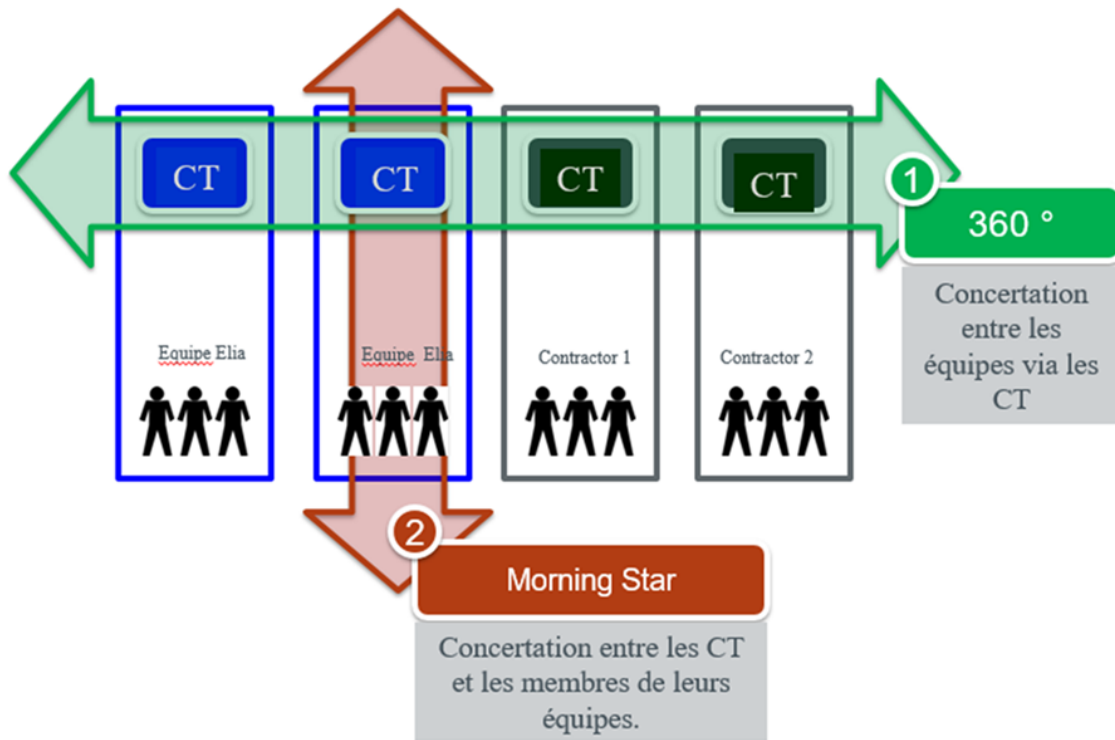 CT
CT
CT
CT
1
360 °
Concertation
entre les
équipes via les
CT
Equipe Elia
Equipe Elia
Contractor 1
Contractor 2
2
Morning Star
Concertation entre les CT
et les membres de leurs
équipes.